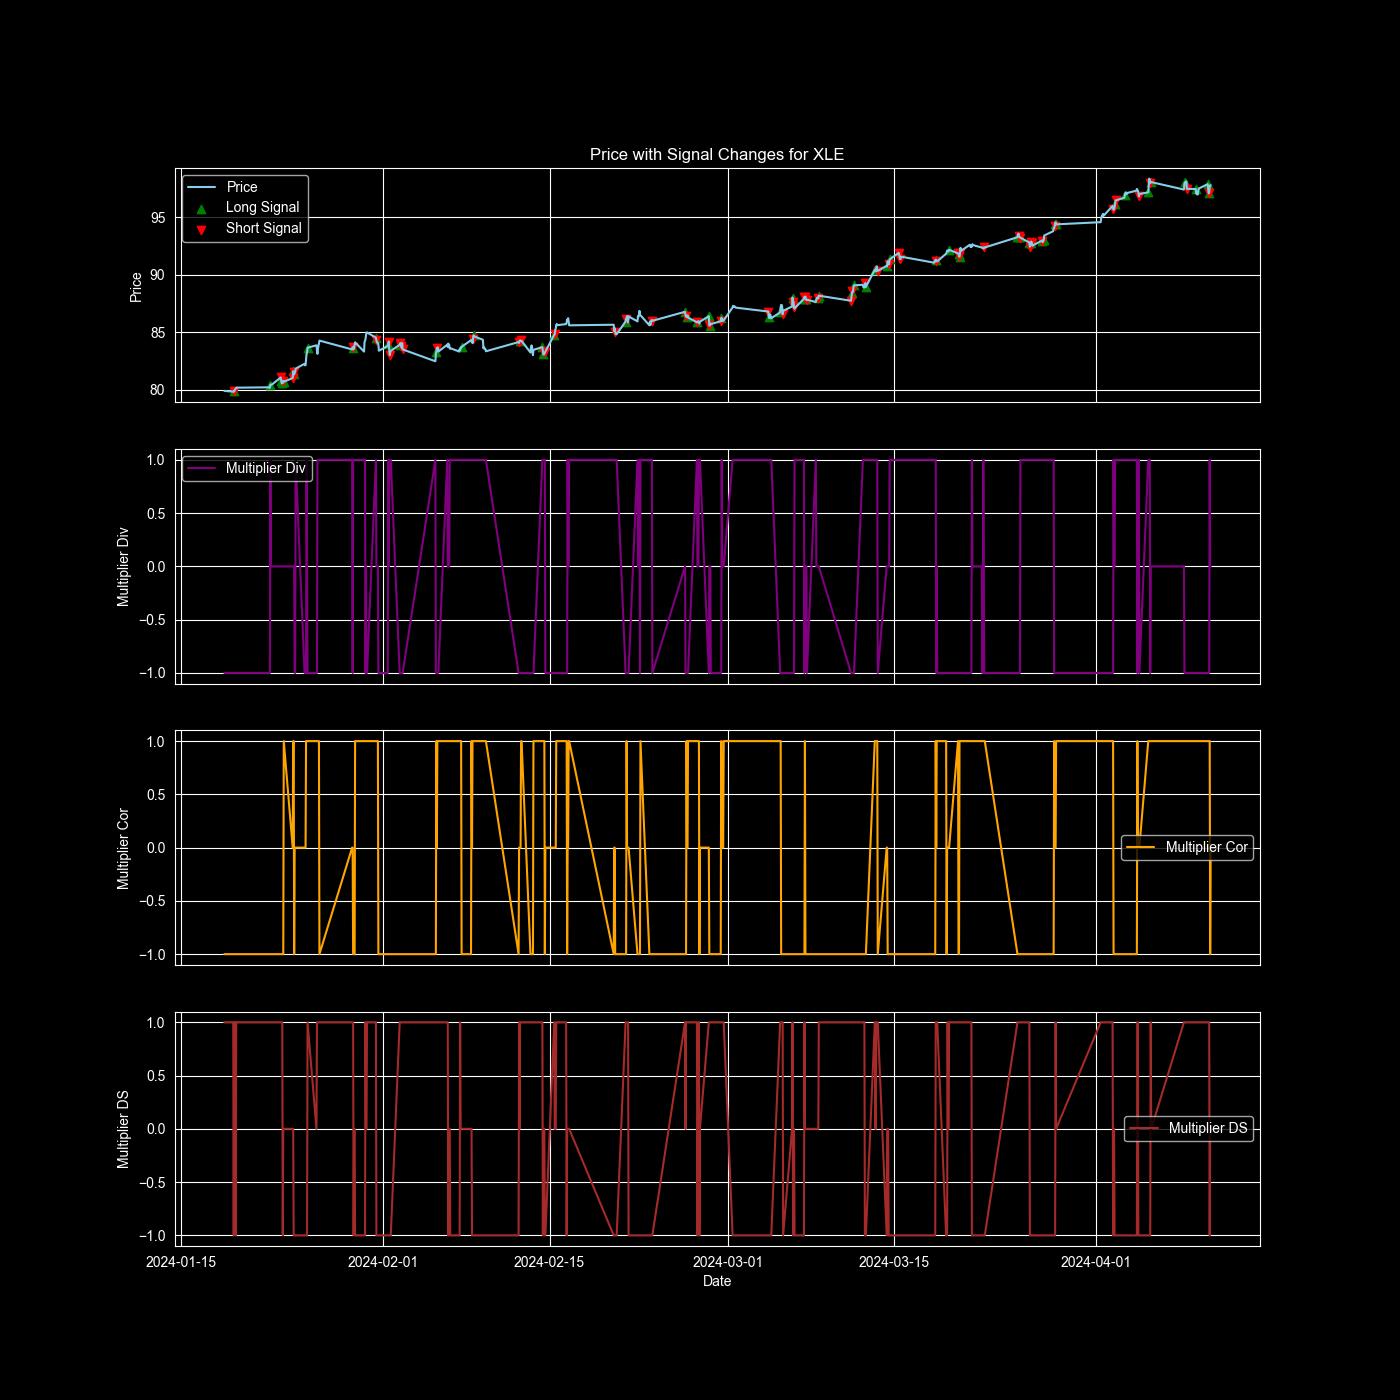 Price with Signal Changes for XLE
Price
Long Signal
Short Signal
95
90
85
80
Price
Multiplier Div
1.0
0.5
0.0
−0.5
−1.0
Multiplier Div
1.0
0.5
0.0
−0.5
−1.0
Multiplier Cor
Multiplier Cor
1.0
0.5
0.0
−0.5
−1.0
Multiplier DS
Multiplier DS
2024-01-15 2024-02-01 2024-02-15 2024-03-01 2024-03-15 2024-04-01
Date